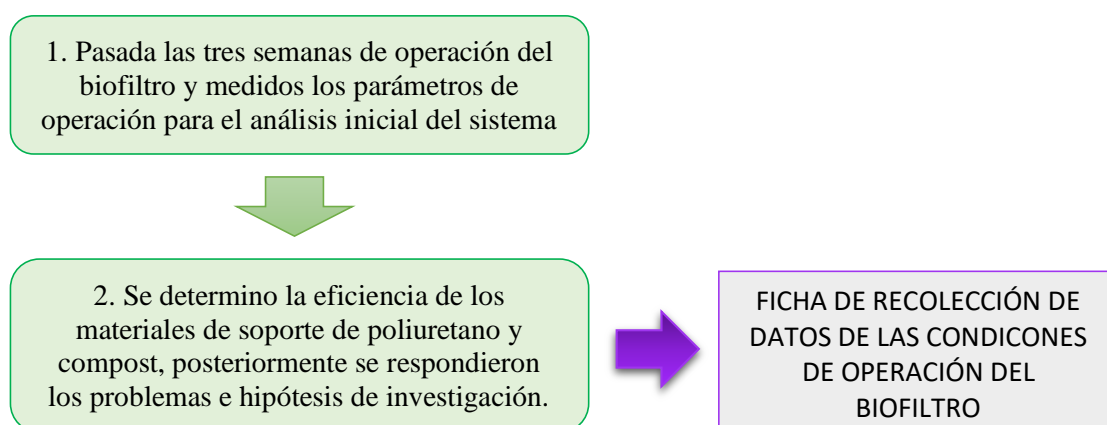 1. Pasada las tres semanas de operación del
biofiltro y medidos los parámetros de
operación para el análisis inicial del sistema
2. Se determino la eficiencia de los
materiales de soporte de poliuretano y
compost, posteriormente se respondieron
los problemas e hipótesis de investigación.
FICHA DE RECOLECCIÓN DE
DATOS DE LAS CONDICONES
DE OPERACIÓN DEL
BIOFILTRO